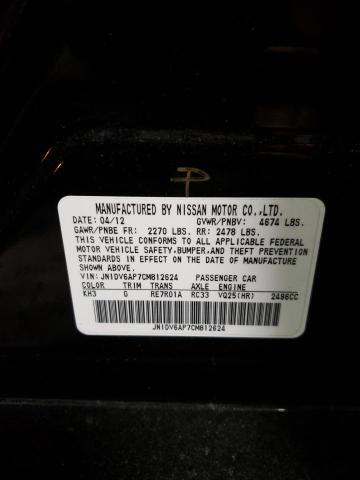 P
MANUFACTURED BY NISSAN MOTOR CO.,LTD.
DATE: 04/12 GVWR/PNBV: 4674 LBS.
GAWR/PNBE FR: 2270 LBS. RR: 2478 LBS.
THIS VEHICLE CONFORMS TO ALL APPLICABLE FEDERAL
MOTOR VEHICLE SAFETY,BUMPER,AND THEFT PREVENTION
STANDARDS IN EFFECT ON THE DATE OF MANUFACTURE
SHOWN ABOVE.
VIN: JN1DV6AP7CM812624 PASSENGER CAR
COLOR TRIM TRANS AXLE ENGINE
KH3 G RE7R01A RC33 VQ25(HR) 2496CC
JN1DV6AP7CM812624